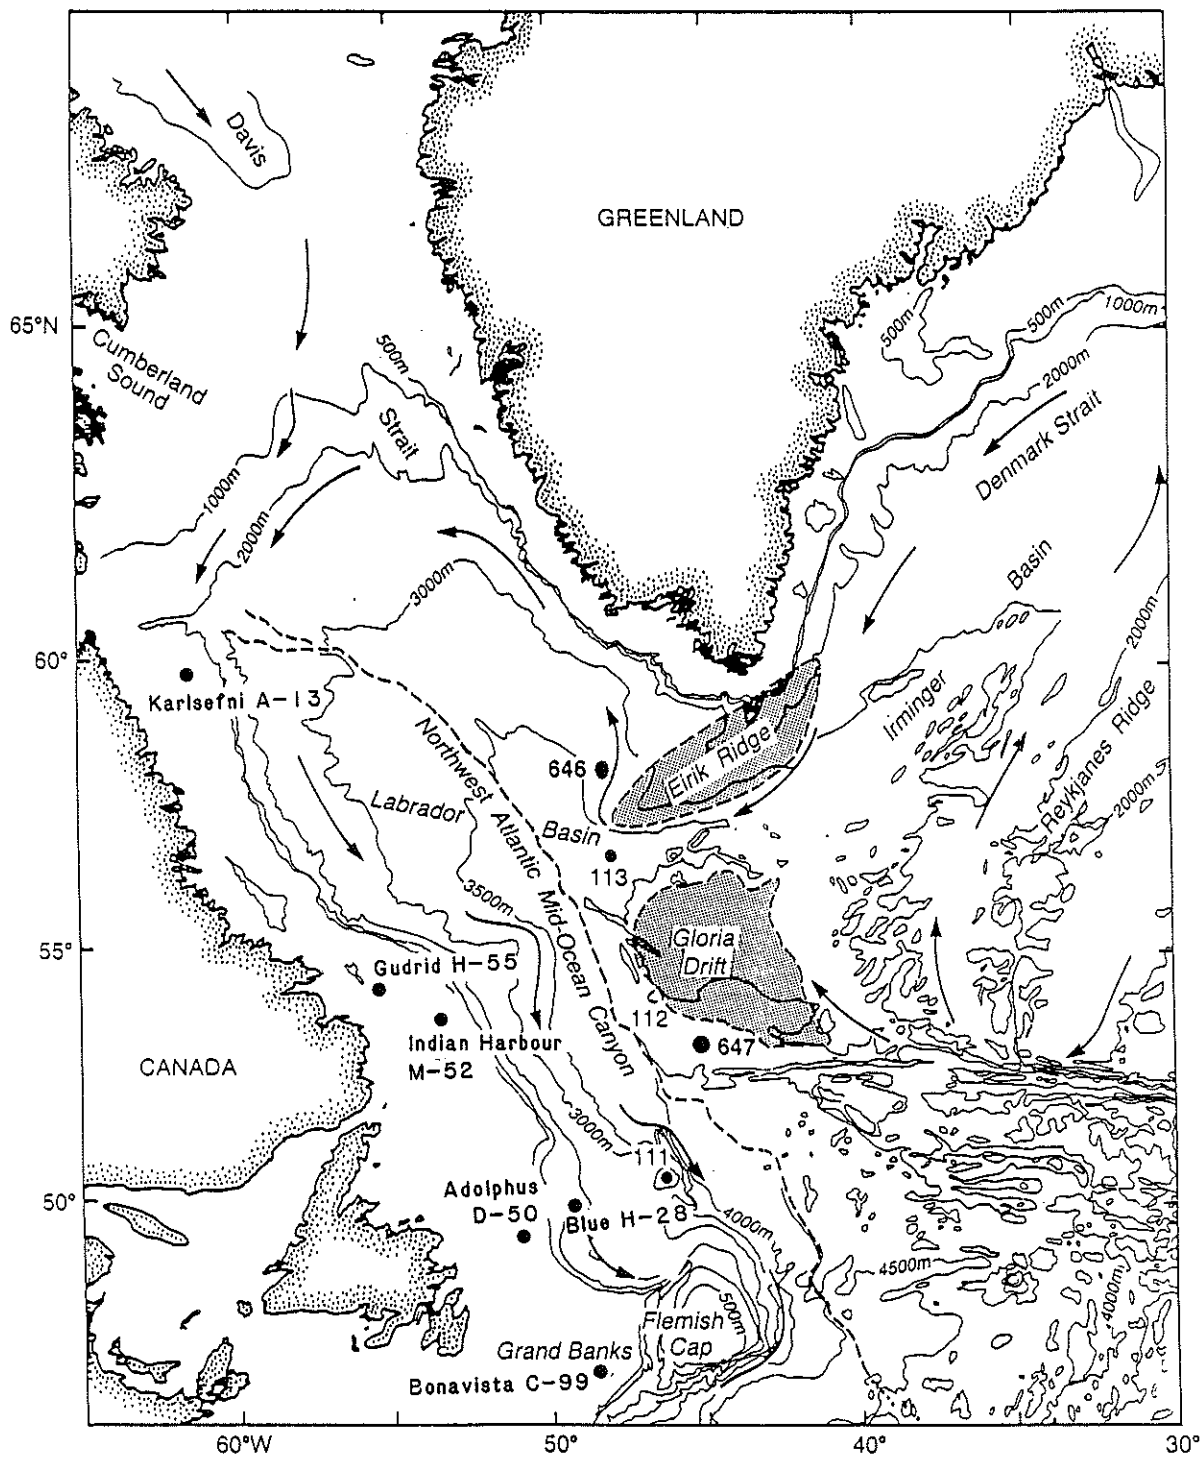 Davis
GREENLAND
65°N
Cumberland
Sound
500m
Strait
1000m
2000m
3000m
500m
500m
1000m
2000m
Denmark Strait
Basin
Irminger
2000m
Reykjanes Ridge
2000m
60°
Karlsefni A-13
Northwest Atlantic Mid-Ocean Canyon
Eirik Ridge
646
Labrador
Basin
113
3500m
Gloria
Drift
55°
Gudrid H-55
112
647
Indian Harbour
M-52
CANADA
3000m
111
Adolphus
D-50
Blue H-28
50°
4000m
4500m
4000m
500m
Flemish
Cap
Grand Banks
Bonavista C-99
60°W
50°
40°
30°